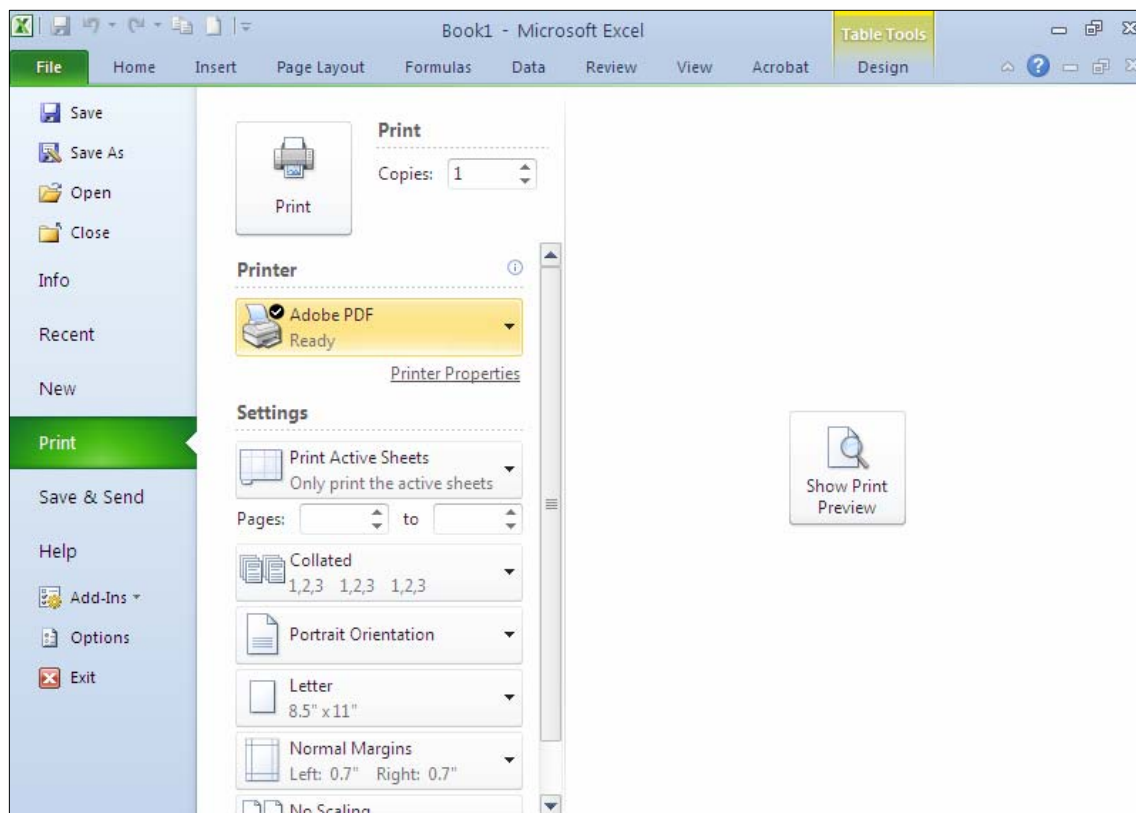 Book1 - Microsoft Excel
Table Tools
File Home Insert Page Layout Formulas Data Review View Acrobat Design
Save
Save As
Open
Close
Info
Recent
New
Print
Save & Send
Help
Add-Ins
Options
Exit
Print
Print
Copies: 1
Printer
Adobe PDF
Ready
Printer Properties
Settings
Print Active Sheets
Only print the active sheets
Pages: to
Collated
1,2,3 1,2,3 1,2,3
Portrait Orientation
Letter
8.5" x 11"
Normal Margins
Left: 0.7" Right: 0.7"
No Scaling
Show Print
Preview